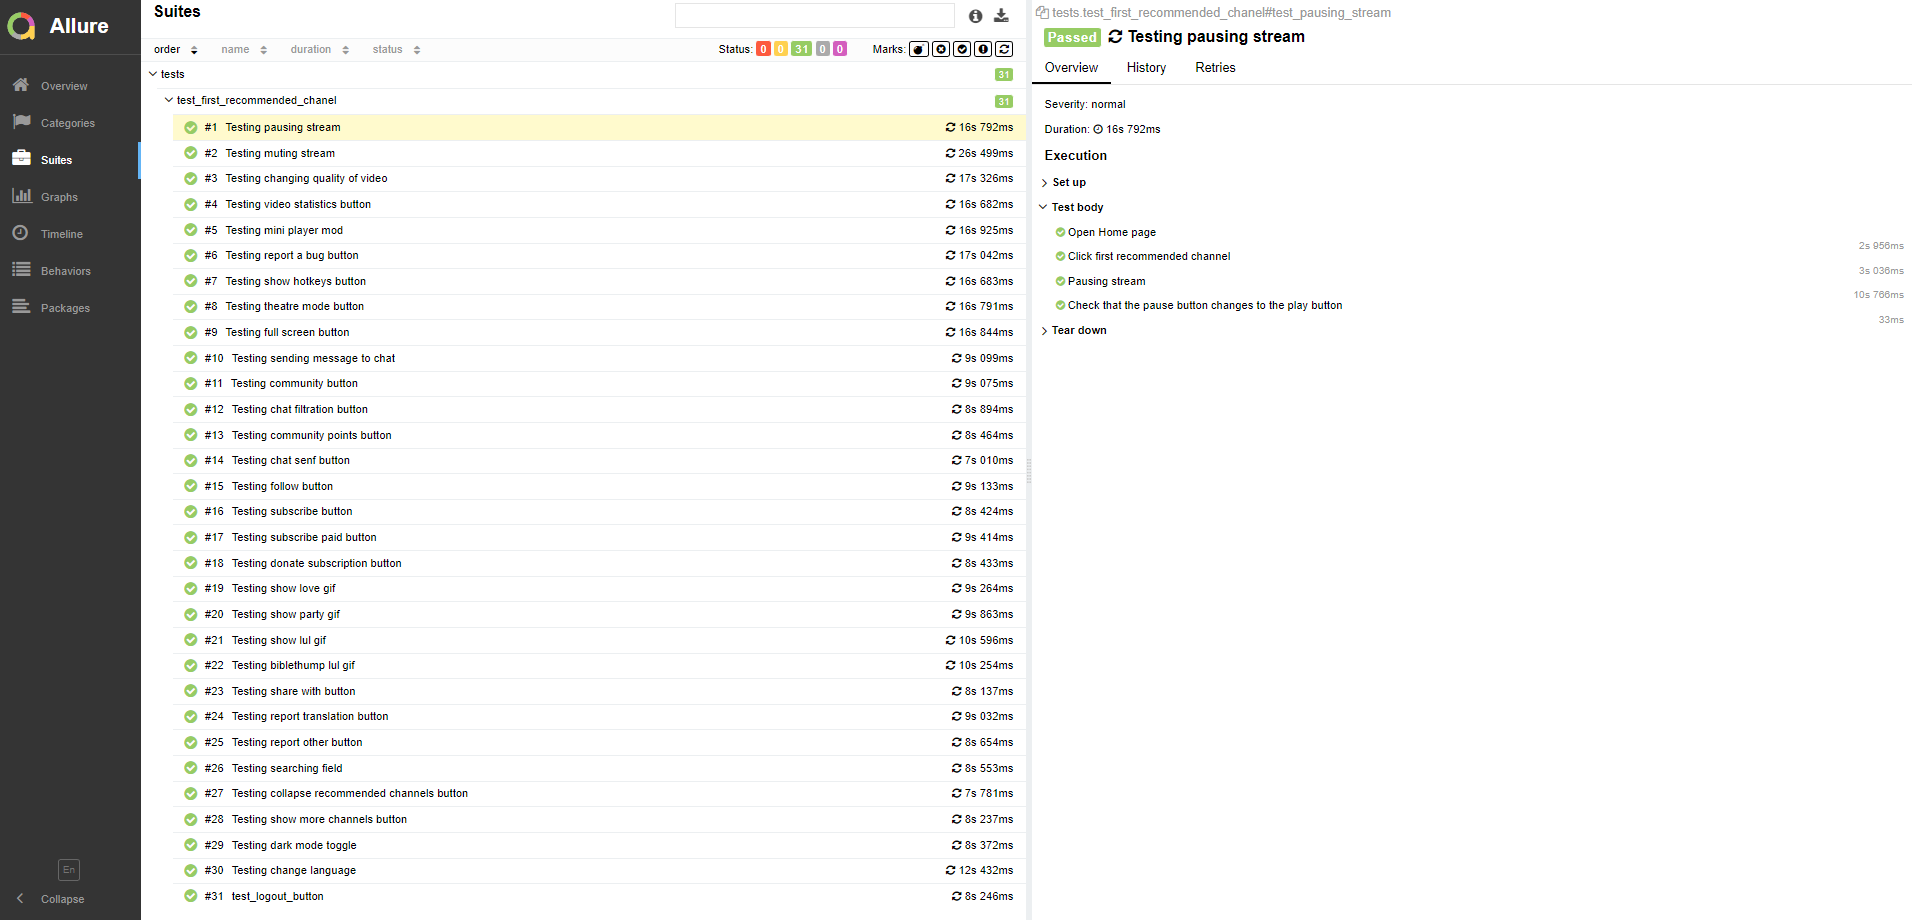 Allure
Overview
Categories
Suites
Graphs
Timeline
Behaviors
Packages
En
Collapse
Suites
order name duration status Status: 0 0 31 0 0 Marks:
tests 31
test_first_recommended_chanel 31
#1 Testing pausing stream 16s 792ms
#2 Testing muting stream 26s 499ms
#3 Testing changing quality of video 17s 326ms
#4 Testing video statistics button 16s 682ms
#5 Testing mini player mod 16s 925ms
#6 Testing report a bug button 17s 042ms
#7 Testing show hotkeys button 16s 683ms
#8 Testing theatre mode button 16s 791ms
#9 Testing full screen button 16s 844ms
#10 Testing sending message to chat 9s 099ms
#11 Testing community button 9s 075ms
#12 Testing chat filtration button 8s 894ms
#13 Testing community points button 8s 464ms
#14 Testing chat senf button 7s 010ms
#15 Testing follow button 9s 133ms
#16 Testing subscribe button 8s 424ms
#17 Testing subscribe paid button 9s 414ms
#18 Testing donate subscription button 8s 433ms
#19 Testing show love gif 9s 264ms
#20 Testing show party gif 9s 863ms
#21 Testing show lul gif 10s 596ms
#22 Testing biblethump lul gif 10s 254ms
#23 Testing share with button 8s 137ms
#24 Testing report translation button 9s 032ms
#25 Testing report other button 8s 654ms
#26 Testing searching field 8s 553ms
#27 Testing collapse recommended channels button 7s 781ms
#28 Testing show more channels button 8s 237ms
#29 Testing dark mode toggle 8s 372ms
#30 Testing change language 12s 432ms
#31 test_logout_button 8s 246ms
tests.test_first_recommended_chanel#test_pausing_stream
Passed Testing pausing stream
Overview History Retries
Severity: normal
Duration: 16s 792ms
Execution
Set up
Test body
Open Home page
2s 956ms
Click first recommended channel
3s 036ms
Pausing stream
10s 766ms
Check that the pause button changes to the play button
33ms
Tear down